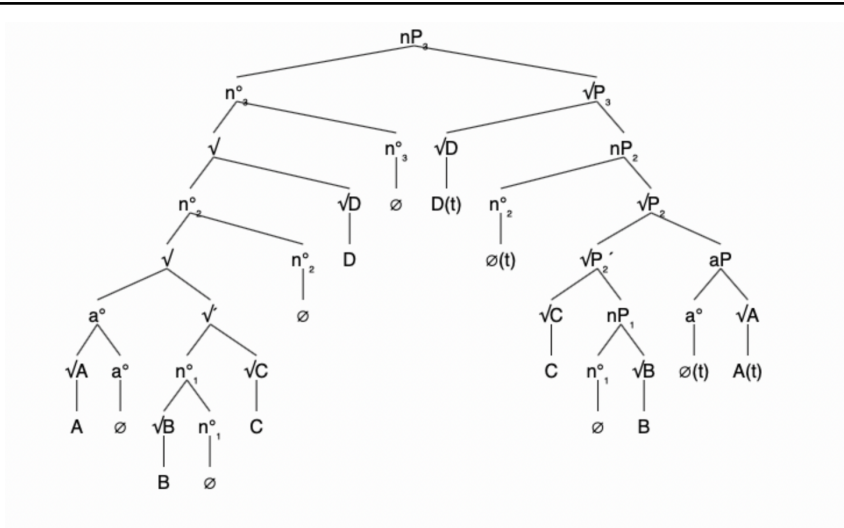 nP₃
n°₃ √P₃
√ n°₃ √D nP₂
n°₂ √D ∅ D(t) n°₂ √P₂
√ n°₂ D ∅(t) √P₂´ aP
a° √´ ∅ √C nP₁ a° √A
√A a° n°₁ √C C n°₁ √B ∅(t) A(t)
A ∅ √B n°₁ C ∅ B
B ∅